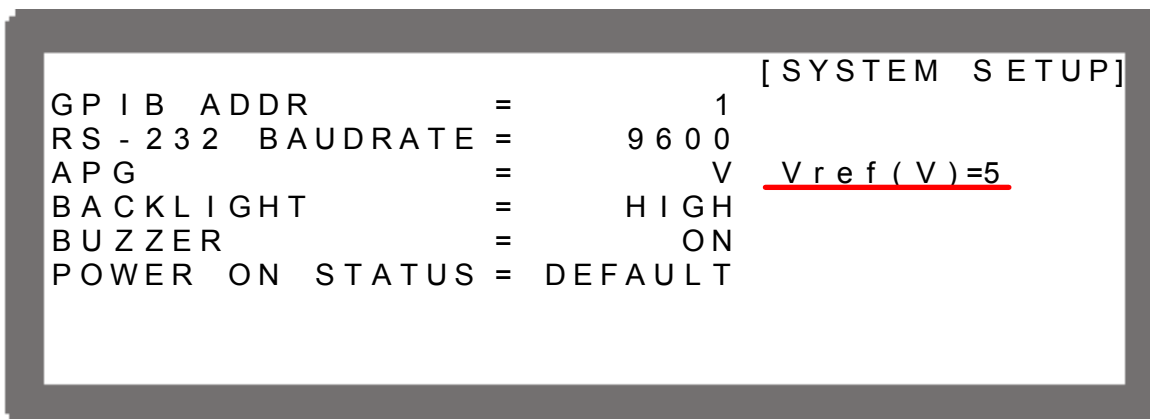 [SYSTEM SETUP]
GPIB ADDR = 1
RS-232 BAUDRATE = 9600
APG = V Vref(V)=5
BACKLIGHT = HIGH
BUZZER = ON
POWER ON STATUS = DEFAULT